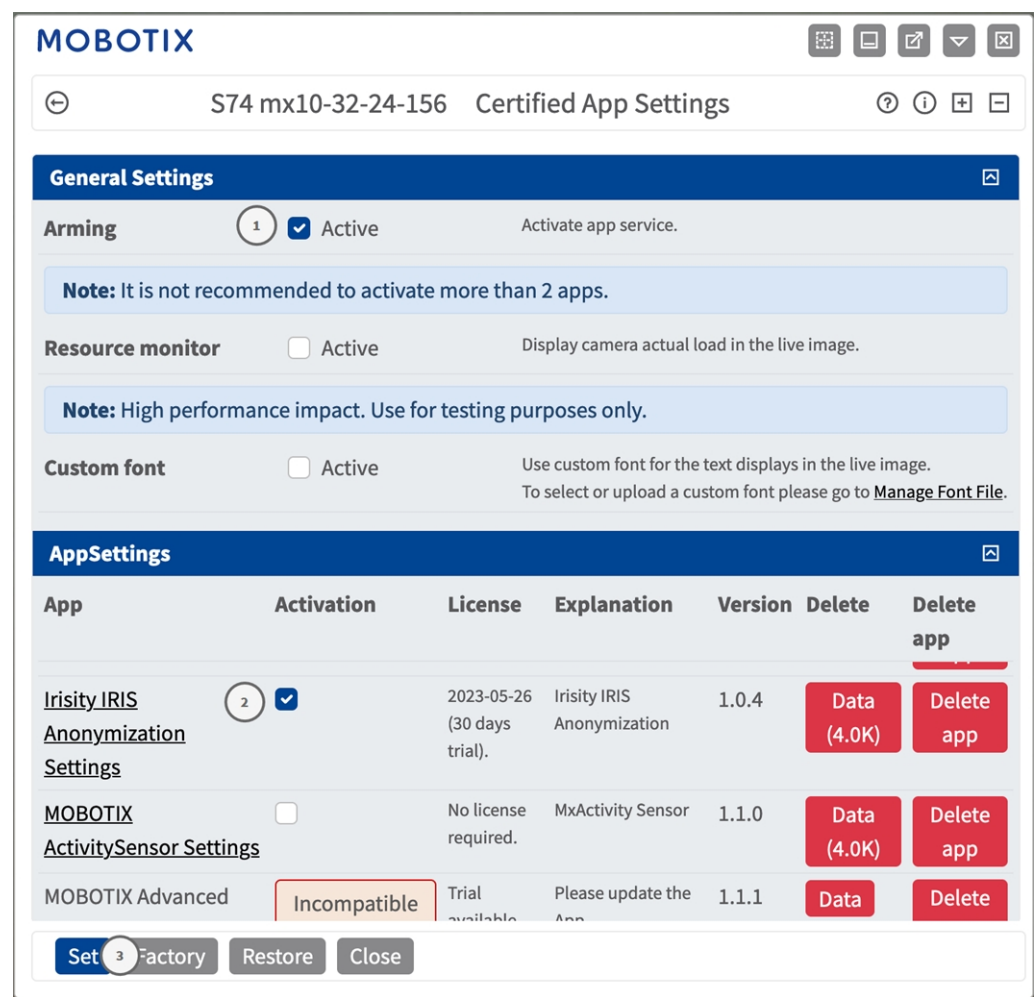 MOBOTIX
S74 mx10-32-24-156 Certified App Settings
General Settings
Arming 1 Active Activate app service.
Note: It is not recommended to activate more than 2 apps.
Resource monitor Active Display camera actual load in the live image.
Note: High performance impact. Use for testing purposes only.
Custom font Active Use custom font for the text displays in the live image.
To select or upload a custom font please go to Manage Font File.
AppSettings
App Activation License Explanation Version Delete Delete
app
Irisity IRIS 2 2023-05-26 Irisity IRIS 1.0.4 Data Delete
Anonymization (30 days Anonymization (4.0K) app
Settings trial).
MOBOTIX No license MxActivity Sensor 1.1.0 Data Delete
ActivitySensor Settings required. (4.0K) app
MOBOTIX Advanced Incompatible Trial Please update the 1.1.1 Data Delete
available App
Set 3 Factory Restore Close